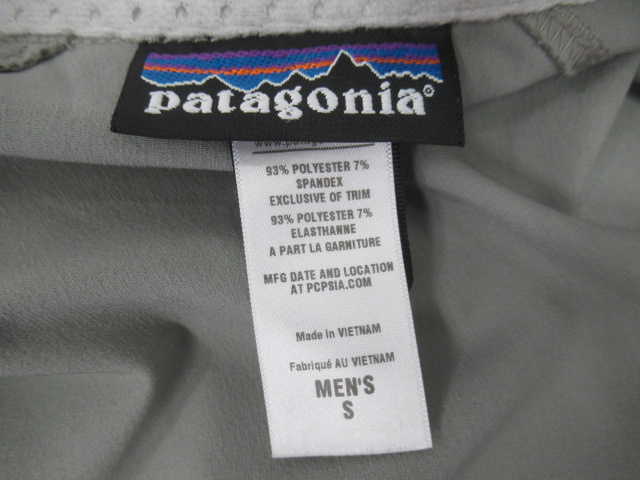 patagonia®
93% POLYESTER 7%
SPANDEX
EXCLUSIVE OF TRIM
93% POLYESTER 7%
ELASTHANNE
A PART LA GARNITURE
MFG DATE AND LOCATION
AT PCPSIA.COM
Made in VIETNAM
Fabriqué AU VIETNAM
MEN'S
S